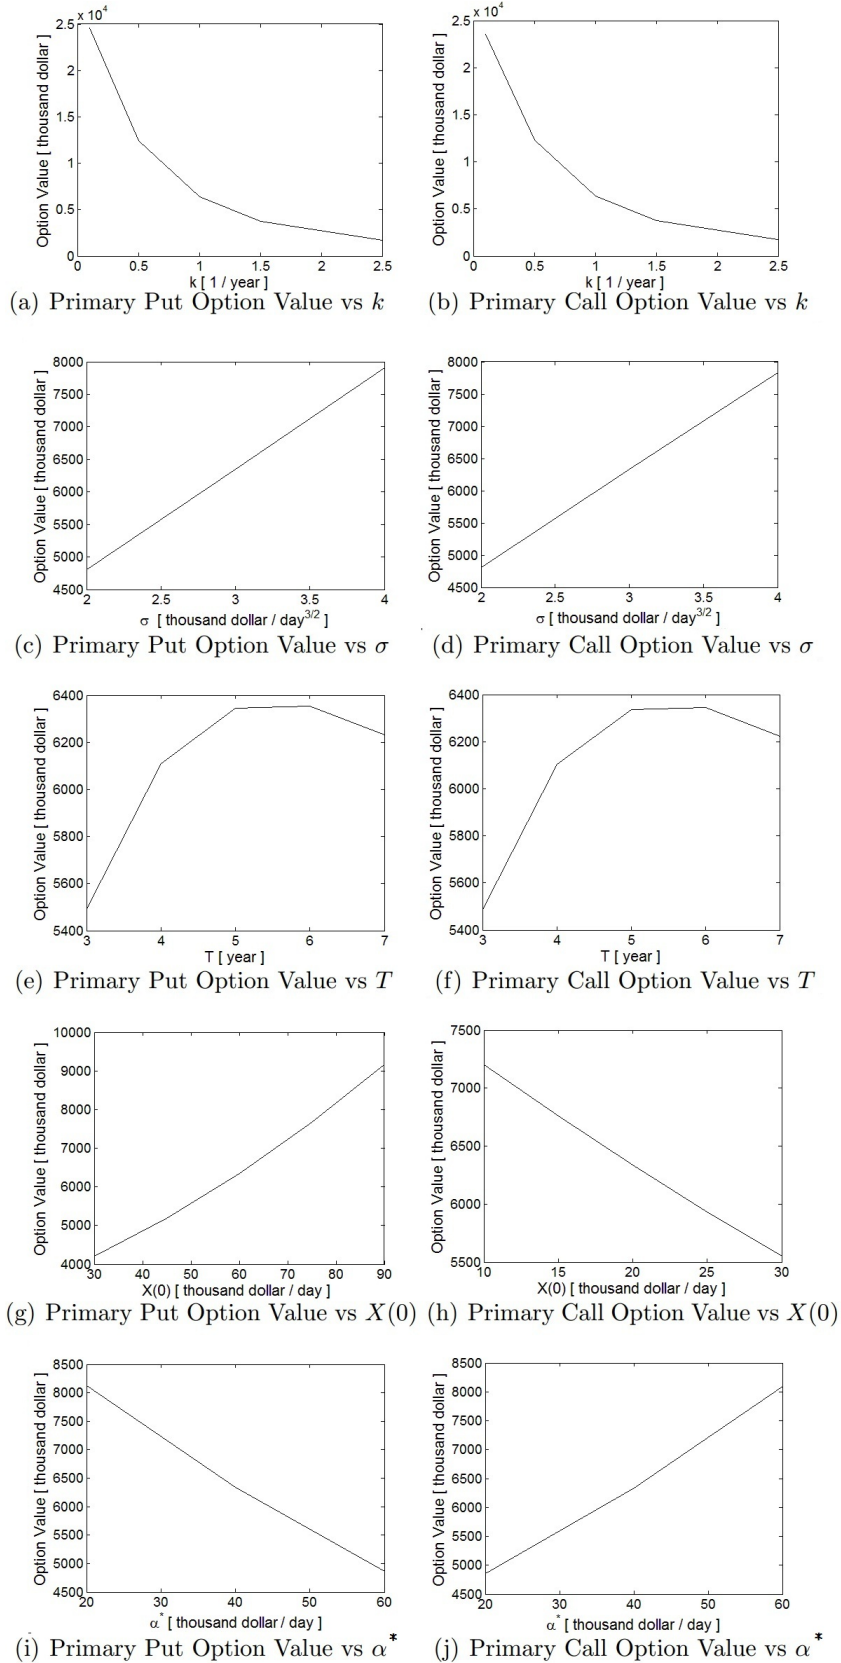 x 10⁴
2.5
2
1.5
1
0.5
0
Option Value [ thousand dollar ]
0 0.5 1 1.5 2 2.5
k [ 1 / year ]
(a) Primary Put Option Value vs k
x 10⁴
2.5
2
1.5
1
0.5
0
Option Value [ thousand dollar ]
0 0.5 1 1.5 2 2.5
k [ 1 / year ]
(b) Primary Call Option Value vs k
8000
7500
7000
6500
6000
5500
5000
4500
Option Value [ thousand dollar ]
2 2.5 3 3.5 4
σ [ thousand dollar / day³ᐟ² ]
(c) Primary Put Option Value vs σ
8000
7500
7000
6500
6000
5500
5000
4500
Option Value [ thousand dollar ]
2 2.5 3 3.5 4
σ [ thousand dollar / day³ᐟ² ]
(d) Primary Call Option Value vs σ
6400
6200
6000
5800
5600
5400
Option Value [ thousand dollar ]
3 4 5 6 7
T [ year ]
(e) Primary Put Option Value vs T
6400
6200
6000
5800
5600
5400
Option Value [ thousand dollar ]
3 4 5 6 7
T [ year ]
(f) Primary Call Option Value vs T
10000
9000
8000
7000
6000
5000
4000
Option Value [ thousand dollar ]
30 40 50 60 70 80 90
X(0) [ thousand dollar / day ]
(g) Primary Put Option Value vs X(0)
7500
7000
6500
6000
5500
Option Value [ thousand dollar ]
10 15 20 25 30
X(0) [ thousand dollar / day ]
(h) Primary Call Option Value vs X(0)
8500
8000
7500
7000
6500
6000
5500
5000
4500
Option Value [ thousand dollar ]
20 30 40 50 60
α* [ thousand dollar / day ]
(i) Primary Put Option Value vs α*
8500
8000
7500
7000
6500
6000
5500
5000
4500
Option Value [ thousand dollar ]
20 30 40 50 60
α* [ thousand dollar / day ]
(j) Primary Call Option Value vs α*